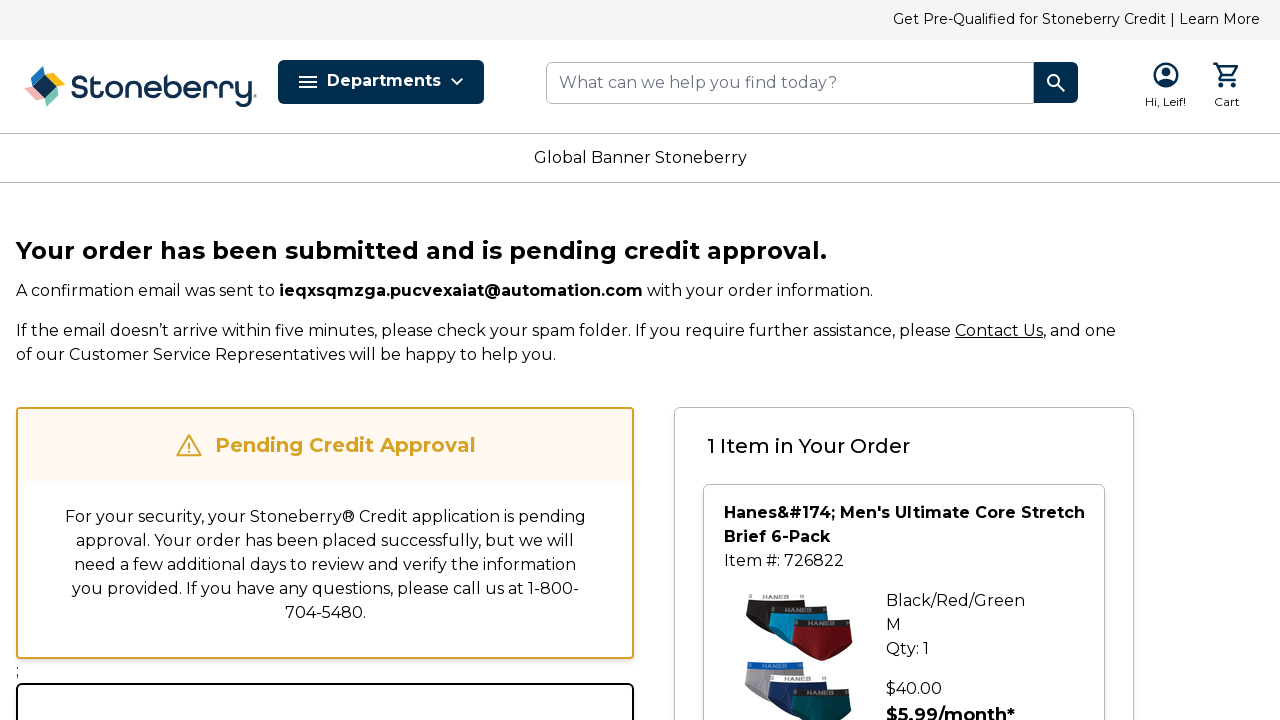 Get Pre-Qualified for Stoneberry Credit | Learn More
Stoneberry®
Departments
What can we help you find today?
Hi, Leif!
Cart
Global Banner Stoneberry
Your order has been submitted and is pending credit approval.
A confirmation email was sent to ieqxsqmzga.pucvexaiat@automation.com with your order information.
If the email doesn’t arrive within five minutes, please check your spam folder. If you require further assistance, please Contact Us, and one
of our Customer Service Representatives will be happy to help you.
Pending Credit Approval
For your security, your Stoneberry® Credit application is pending
approval. Your order has been placed successfully, but we will
need a few additional days to review and verify the information
you provided. If you have any questions, please call us at 1-800-
704-5480.
;
1 Item in Your Order
Hanes&#174; Men's Ultimate Core Stretch
Brief 6-Pack
Item #: 726822
HANES
HANES
HANES
HANES
HANES
HANES
Black/Red/Green
M
Qty: 1
$40.00
$5.99/month*